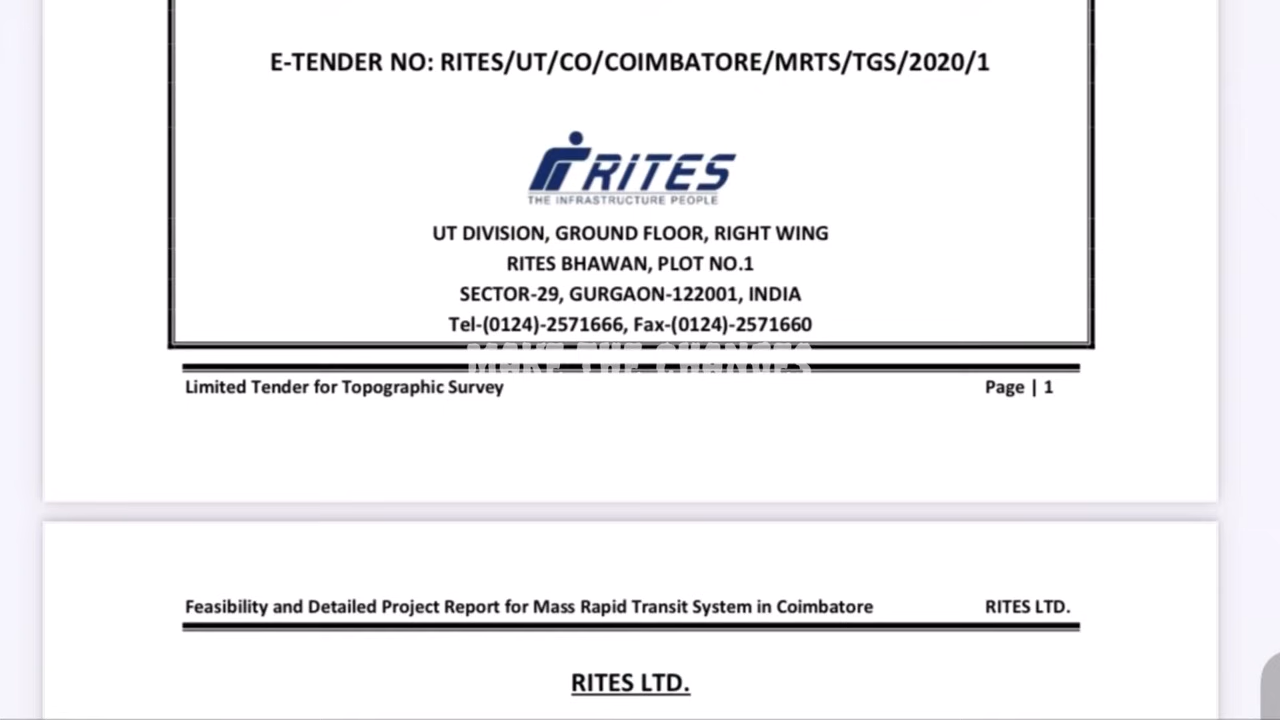 E-TENDER NO: RITES/UT/CO/COIMBATORE/MRTS/TGS/2020/1
RITES
THE INFRASTRUCTURE PEOPLE
UT DIVISION, GROUND FLOOR, RIGHT WING
RITES BHAWAN, PLOT NO.1
SECTOR-29, GURGAON-122001, INDIA
Tel-(0124)-2571666, Fax-(0124)-2571660
MAKE THE CHANGES
Limited Tender for Topographic Survey Page | 1
Feasibility and Detailed Project Report for Mass Rapid Transit System in Coimbatore RITES LTD.
RITES LTD.